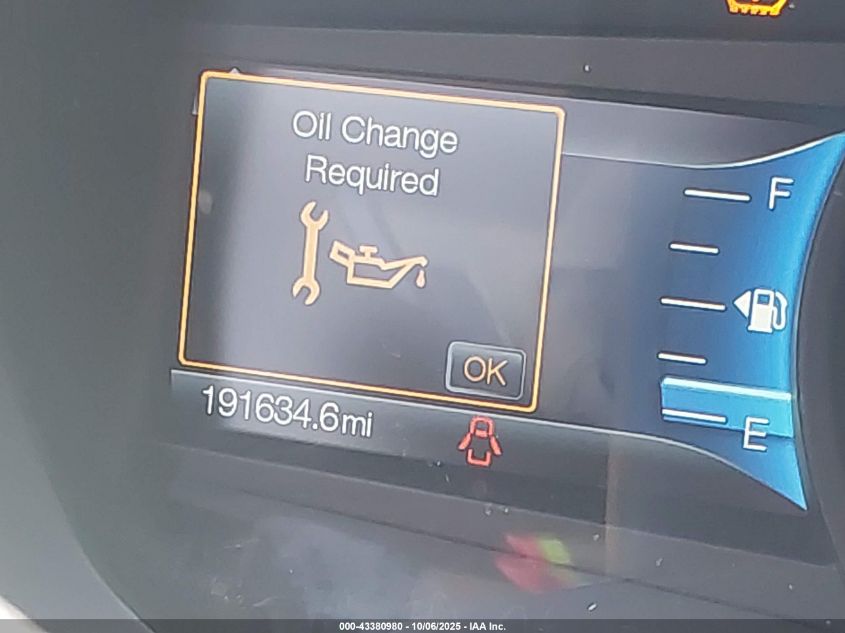 Oil Change
Required
F
OK
191634.6mi
E
000-43380980 - 10/06/2025 - IAA Inc.